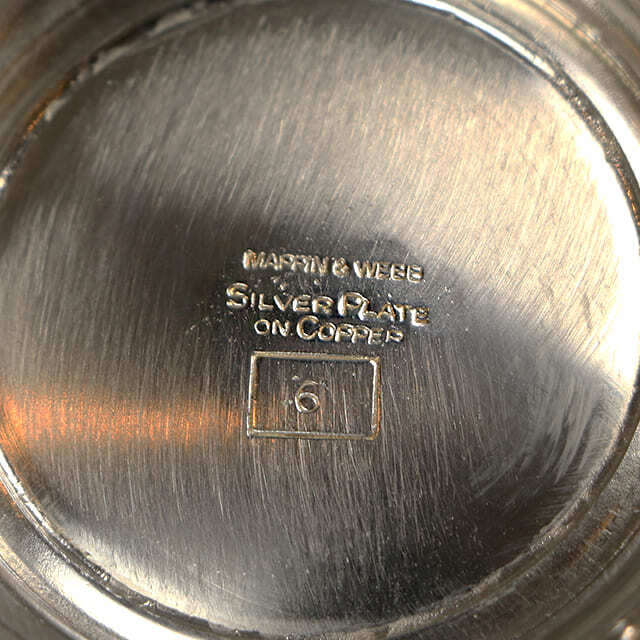 MAPPIN & WEBB
SILVER PLATE
ON COPPER
6